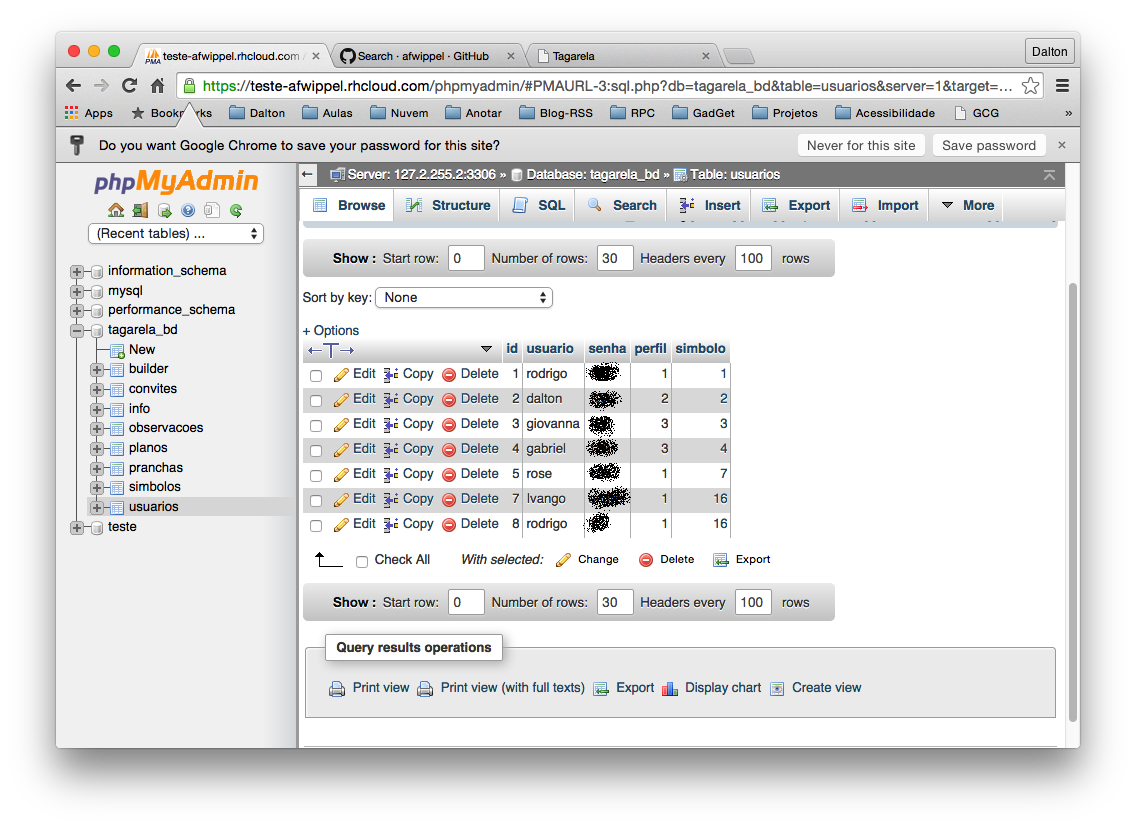 teste-afwippel.rhcloud.com
Search · afwippel · GitHub
Tagarela
Dalton
https://teste-afwippel.rhcloud.com/phpmyadmin/#PMAURL-3:sql.php?db=tagarela_bd&table=usuarios&server=1&target=...
Apps Bookmarks Dalton Aulas Nuvem Anotar Blog-RSS RPC GadGet Projetos Acessibilidade GCG »
Do you want Google Chrome to save your password for this site? Never for this site Save password
phpMyAdmin
(Recent tables) ...
information_schema
mysql
performance_schema
tagarela_bd
New
builder
convites
info
observacoes
planos
pranchas
simbolos
usuarios
teste
Server: 127.2.255.2:3306 » Database: tagarela_bd » Table: usuarios
Browse Structure SQL Search Insert Export Import More
Show : Start row: 0 Number of rows: 30 Headers every 100 rows
Sort by key: None
+ Options
id usuario senha perfil simbolo
Edit Copy Delete 1 rodrigo 1 1
Edit Copy Delete 2 dalton 2 2
Edit Copy Delete 3 giovanna 3 3
Edit Copy Delete 4 gabriel 3 4
Edit Copy Delete 5 rose 1 7
Edit Copy Delete 7 lvango 1 16
Edit Copy Delete 8 rodrigo 1 16
Check All With selected: Change Delete Export
Show : Start row: 0 Number of rows: 30 Headers every 100 rows
Query results operations
Print view Print view (with full texts) Export Display chart Create view